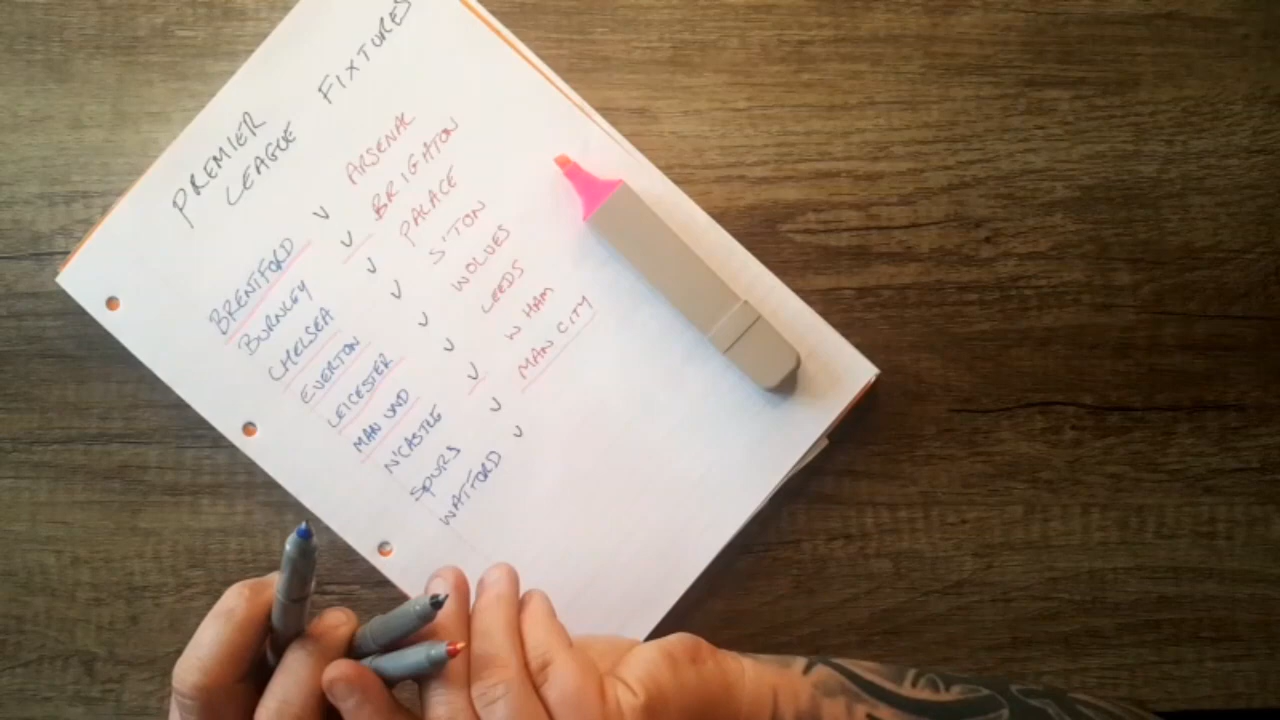 PREMIER
LEAGUE FIXTURES
BRENTFORD V ARSENAL
BURNLEY V BRIGHTON
CHELSEA V PALACE
EVERTON V S'TON
LEICESTER V WOLVES
MAN UND V LEEDS
N'CASTLE V W HAM
SPURS V MAN CITY
WATFORD V